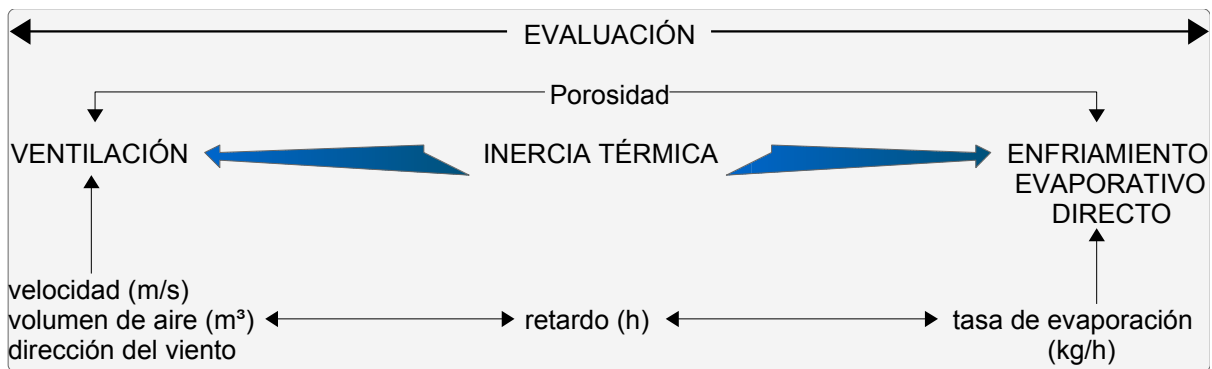 EVALUACIÓN
Porosidad
VENTILACIÓN
INERCIA TÉRMICA
ENFRIAMIENTO
EVAPORATIVO
DIRECTO
velocidad (m/s)
volumen de aire (m³)
dirección del viento
retardo (h)
tasa de evaporación
(kg/h)